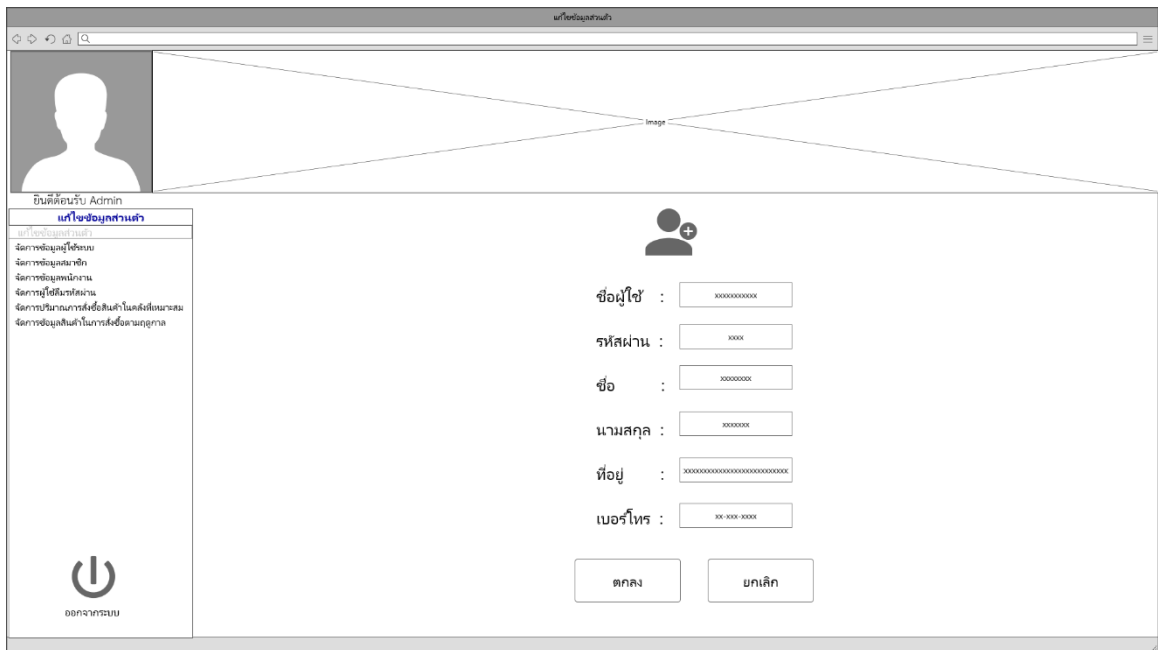 แก้ไขข้อมูลส่วนตัว
Image
ยินดีต้อนรับ Admin
แก้ไขข้อมูลส่วนตัว
แก้ไขข้อมูลส่วนตัว
จัดการข้อมูลผู้ใช้ระบบ
จัดการข้อมูลสมาชิก
จัดการข้อมูลพนักงาน
จัดการผู้ใช้ลืมรหัสผ่าน
จัดการปริมาณการสั่งซื้อสินค้าในคลังที่เหมาะสม
จัดการข้อมูลสินค้าในการสั่งซื้อตามฤดูกาล
ชื่อผู้ใช้ : xxxxxxxxxxx
รหัสผ่าน : xxxx
ชื่อ : xxxxxxxx
นามสกุล : xxxxxxx
ที่อยู่ : xxxxxxxxxxxxxxxxxxxxxxxxxx
เบอร์โทร : xx-xxx-xxxx
ตกลง ยกเลิก
ออกจากระบบ